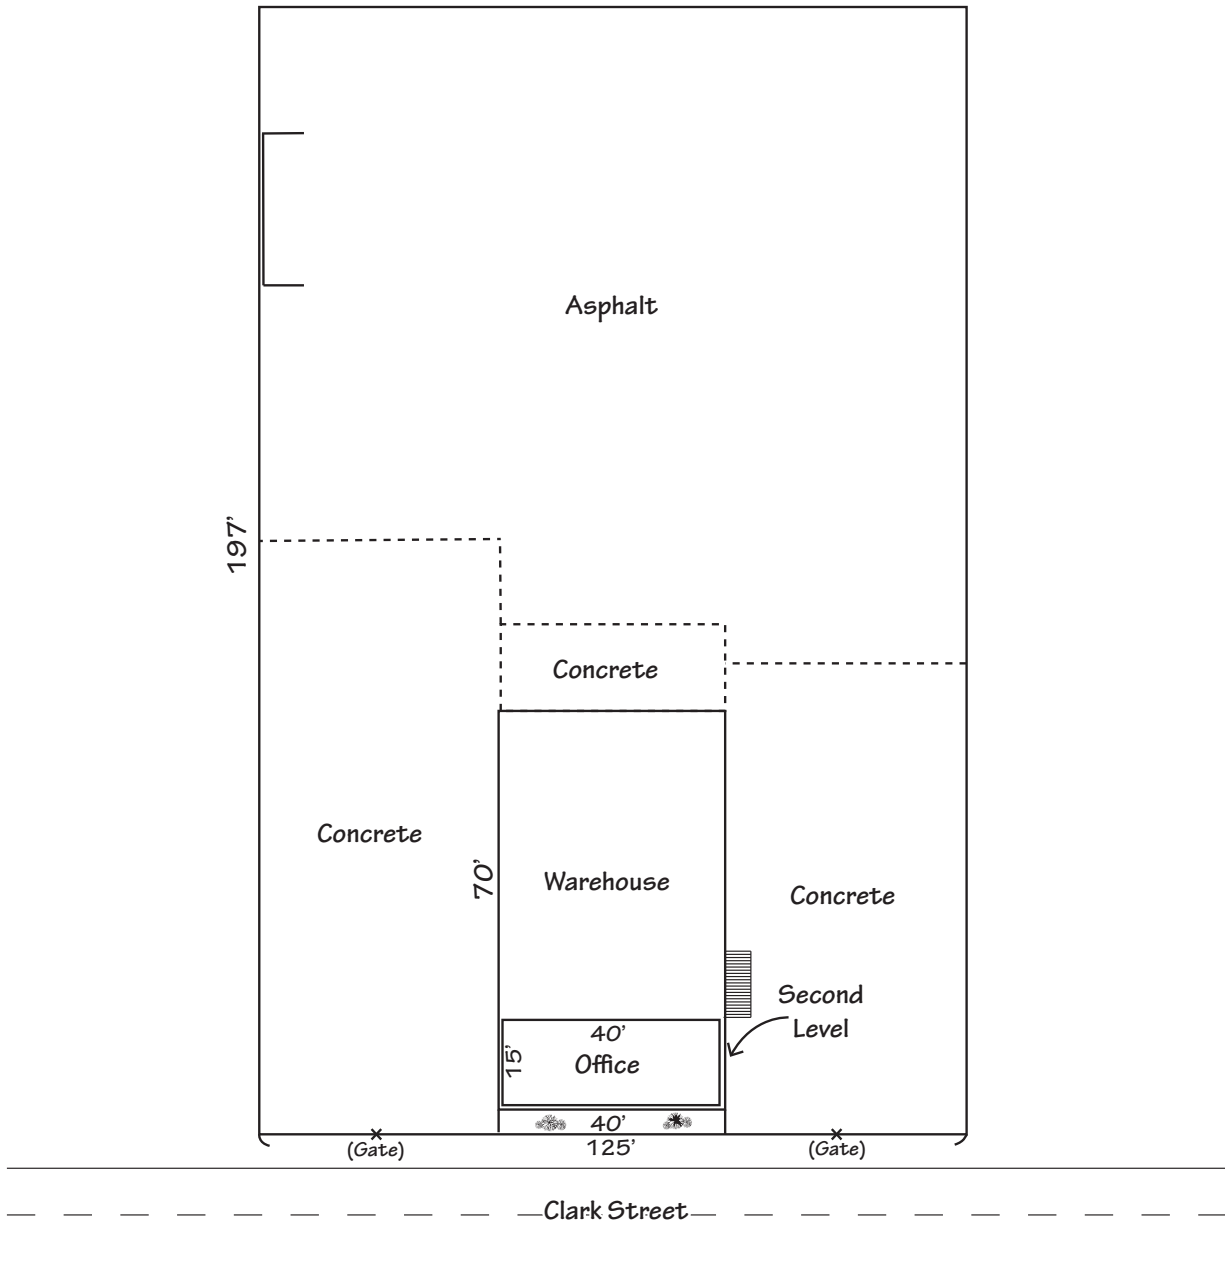 Asphalt
197'
Concrete
Concrete
70'
Warehouse
Concrete
Second
Level
40'
15'
Office
40'
(Gate)
125'
(Gate)
Clark Street